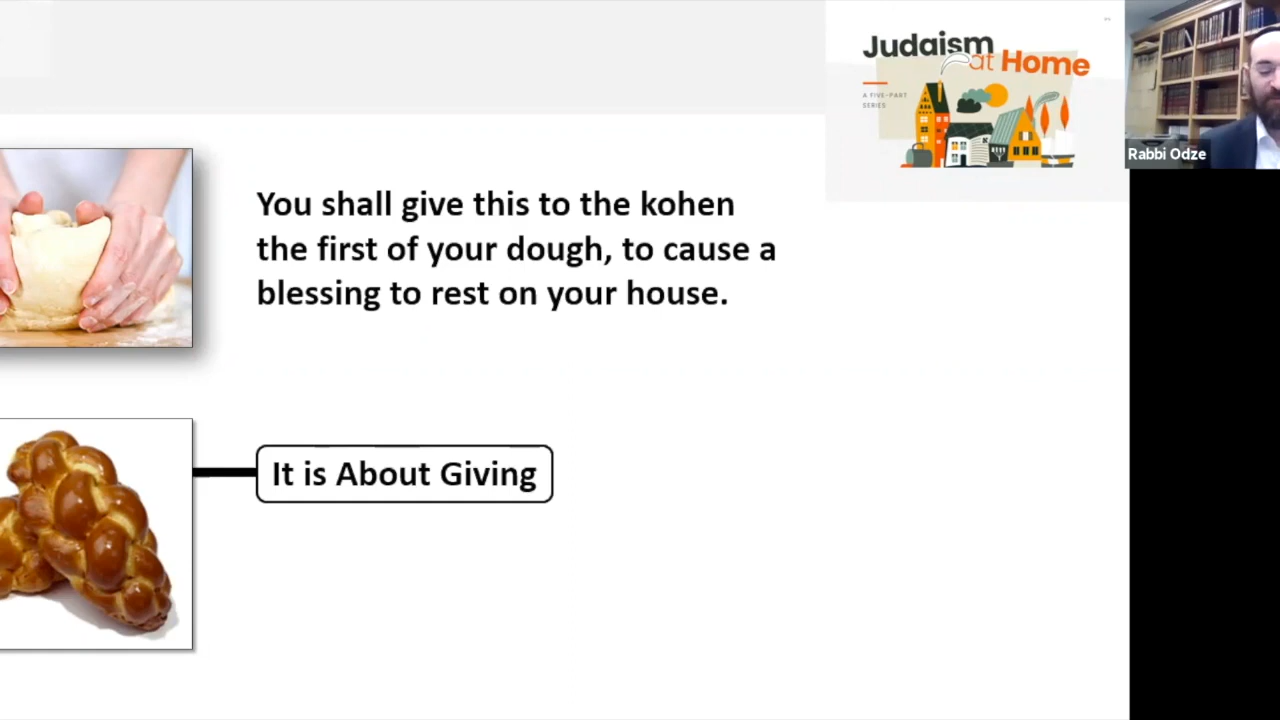 Judaism
at Home
A FIVE-PART
SERIES
Rabbi Odze
You shall give this to the kohen
the first of your dough, to cause a
blessing to rest on your house.
It is About Giving